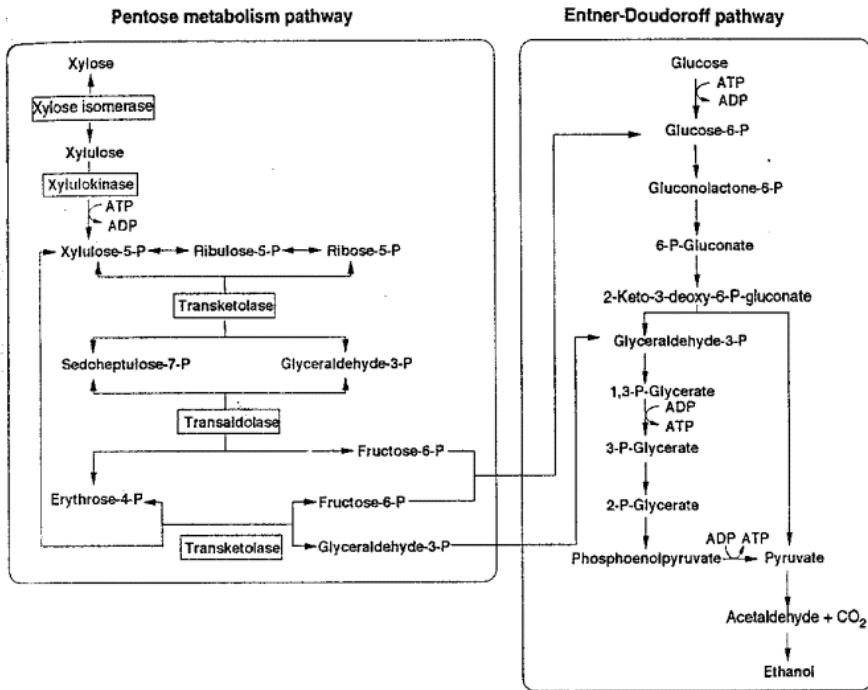 Pentose metabolism pathway
Xylose
Xylose isomerase
Xylulose
Xylulokinase
ATP
ADP
Xylulose-5-P Ribulose-5-P Ribose-5-P
Transketolase
Sedoheptulose-7-P Glyceraldehyde-3-P
Transaldolase
Fructose-6-P
Erythrose-4-P Fructose-6-P
Transketolase Glyceraldehyde-3-P
Entner-Doudoroff pathway
Glucose
ATP
ADP
Glucose-6-P
Gluconolactone-6-P
6-P-Gluconate
2-Keto-3-deoxy-6-P-gluconate
Glyceraldehyde-3-P
1,3-P-Glycerate
ADP
ATP
3-P-Glycerate
2-P-Glycerate
ADP ATP
Phosphoenolpyruvate Pyruvate
Acetaldehyde + CO2
Ethanol